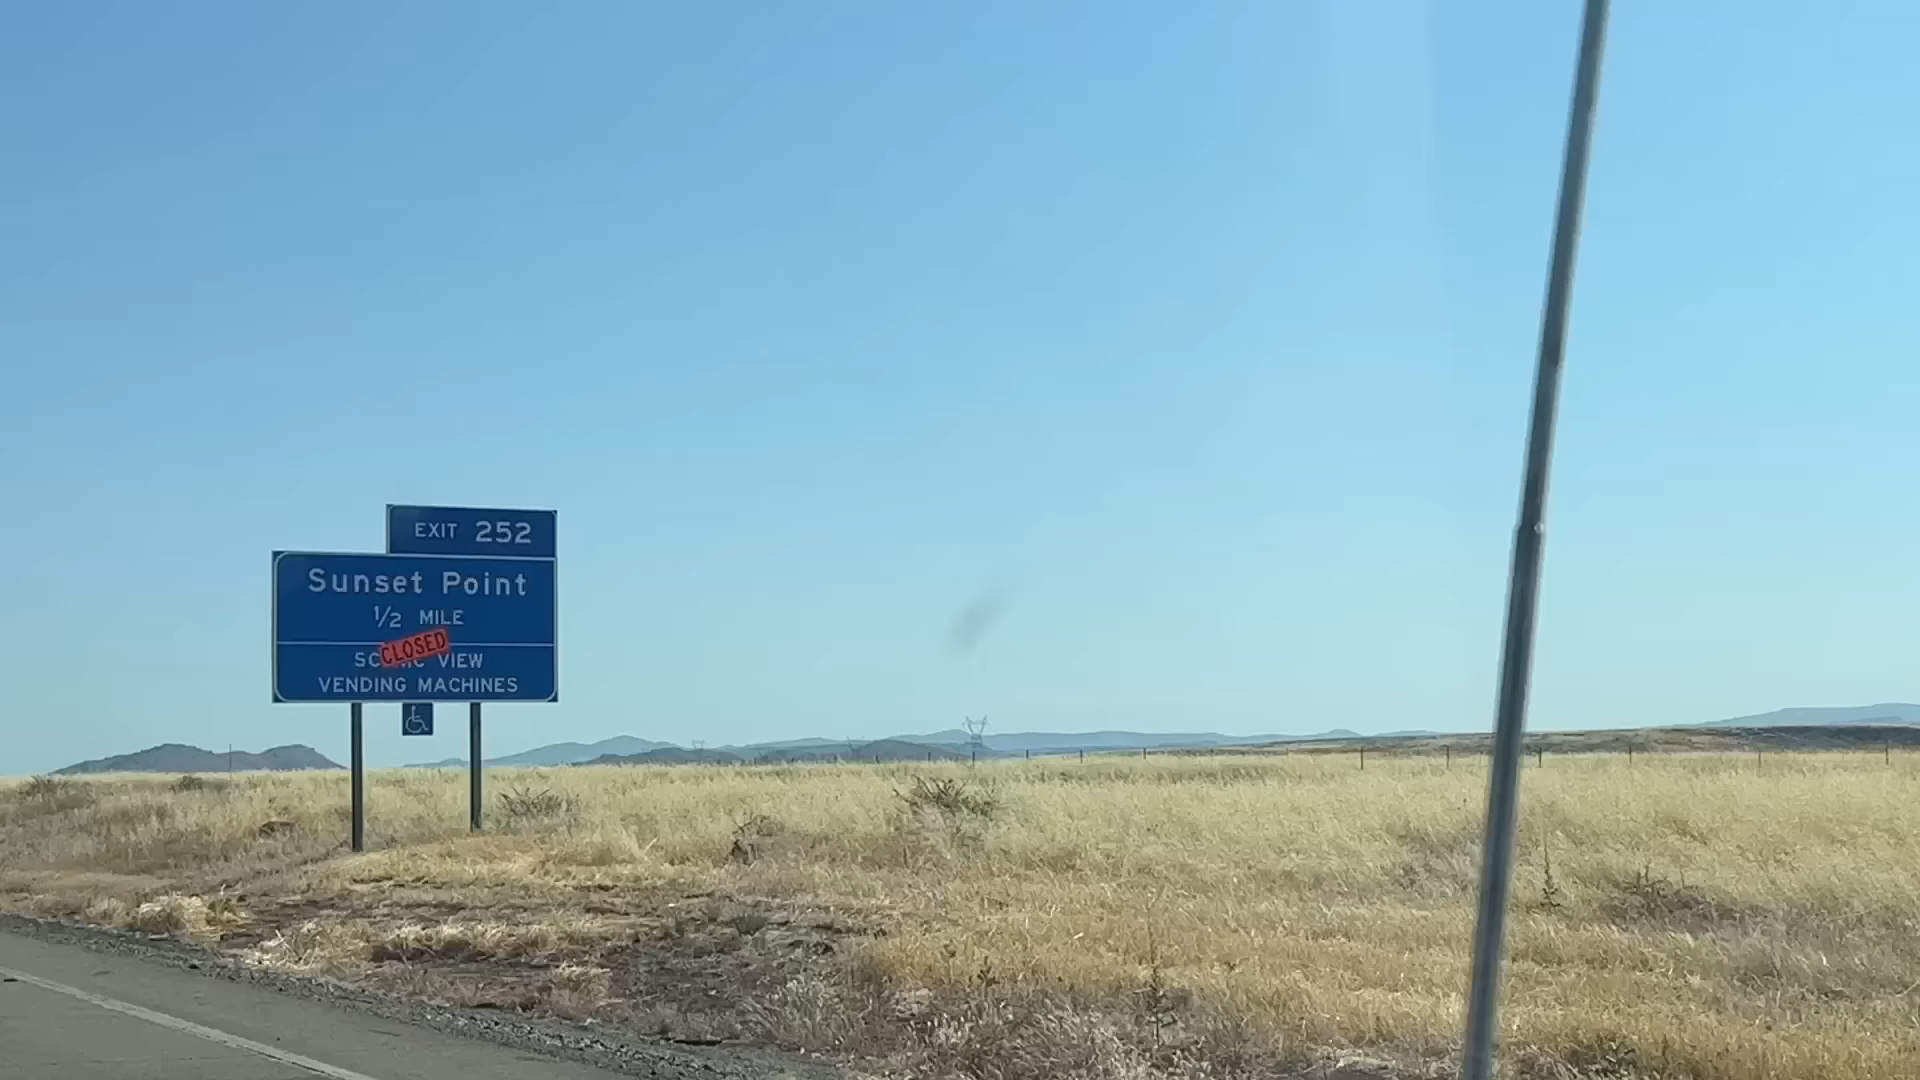 EXIT 252
Sunset Point
1/2 MILE
CLOSED
VIEW
VENDING MACHINES